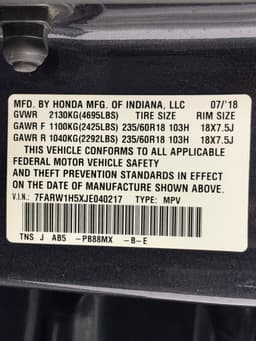 MFD. BY HONDA MFG. OF INDIANA, LLC 07/'18
GVWR 2130KG(4695LBS) TIRE SIZE RIM SIZE
GAWR F 1100KG(2425LBS) 235/60R18 103H 18X7.5J
GAWR R 1040KG(2292LBS) 235/60R18 103H 18X7.5J
THIS VEHICLE CONFORMS TO ALL APPLICABLE
FEDERAL MOTOR VEHICLE SAFETY
AND THEFT PREVENTION STANDARDS IN EFFECT
ON THE DATE OF MANUFACTURE SHOWN ABOVE.
V.I.N.: 7FARW1H5XJE040217 TYPE: MPV
TNS J AB5 -PB88MX -B-E